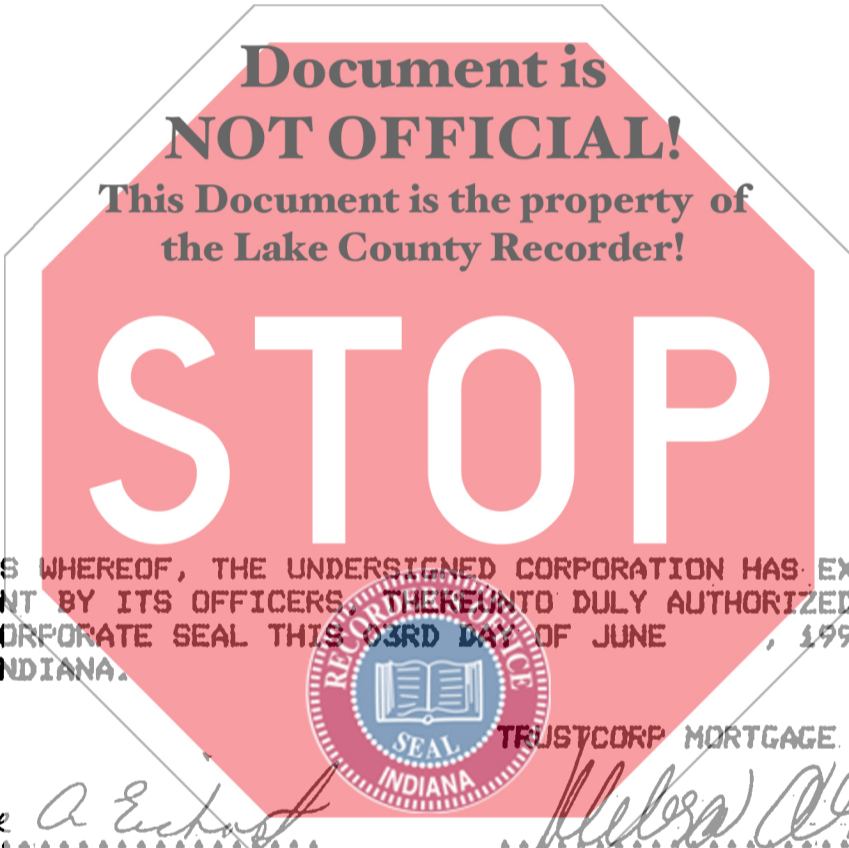 Document is
NOT OFFICIAL!
This Document is the property of
the Lake County Recorder!
STOP
S WHEREOF, THE UNDERSIGNED CORPORATION HAS EX
NT BY ITS OFFICERS, THEREUNTO DULY AUTHORIZED
ORPORATE SEAL THIS 03RD DAY OF JUNE , 199
NDIANA.
RECORDER'S OFFICE
SEAL
INDIANA
TRUSTCORP MORTGAGE